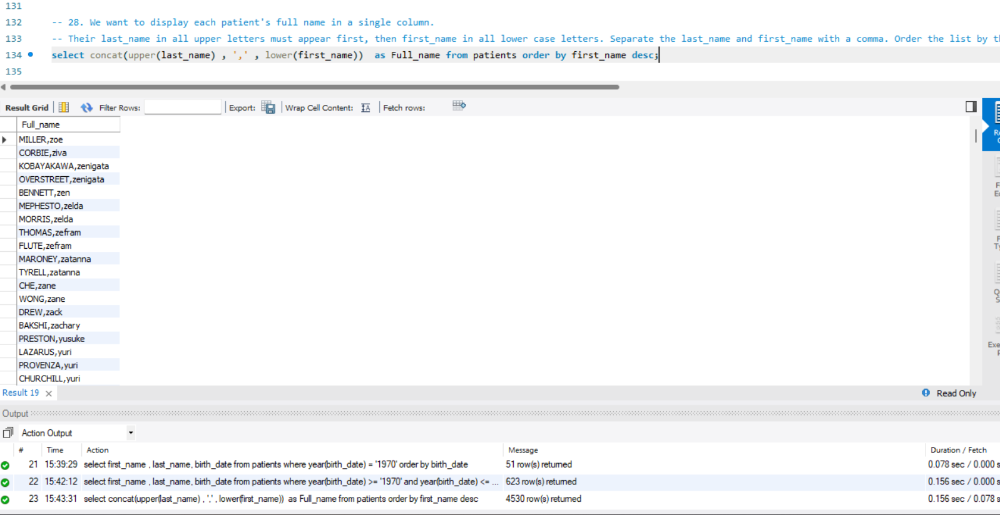 131
132 -- 28. We want to display each patient's full name in a single column.
133 -- Their last_name in all upper letters must appear first, then first_name in all lower case letters. Separate the last_name and first_name with a comma. Order the list by th
134 select concat(upper(last_name) , ',' , lower(first_name))  as Full_name from patients order by first_name desc;
135
Result Grid Filter Rows: Export: Wrap Cell Content: Fetch rows:
Full_name
MILLER,zoe
CORBIE,ziva
KOBAYAKAWA,zenigata
OVERSTREET,zenigata
BENNETT,zen
MEPHESTO,zelda
MORRIS,zelda
THOMAS,zefram
FLUTE,zefram
MARONEY,zatanna
TYRELL,zatanna
CHE,zane
WONG,zane
DREW,zack
BAKSHI,zachary
PRESTON,yusuke
LAZARUS,yuri
PROVENZA,yuri
CHURCHILL,yuri
Result 19 Read Only
Output
Action Output
# Time Action Message Duration / Fetch
21 15:39:29 select first_name , last_name, birth_date from patients where year(birth_date) = '1970' order by birth_date 51 row(s) returned 0.078 sec / 0.000 s
22 15:42:12 select first_name , last_name, birth_date from patients where year(birth_date) >= '1970' and year(birth_date) <= ... 623 row(s) returned 0.156 sec / 0.000 s
23 15:43:31 select concat(upper(last_name) , ',' , lower(first_name))  as Full_name from patients order by first_name desc 4530 row(s) returned 0.156 sec / 0.078 s